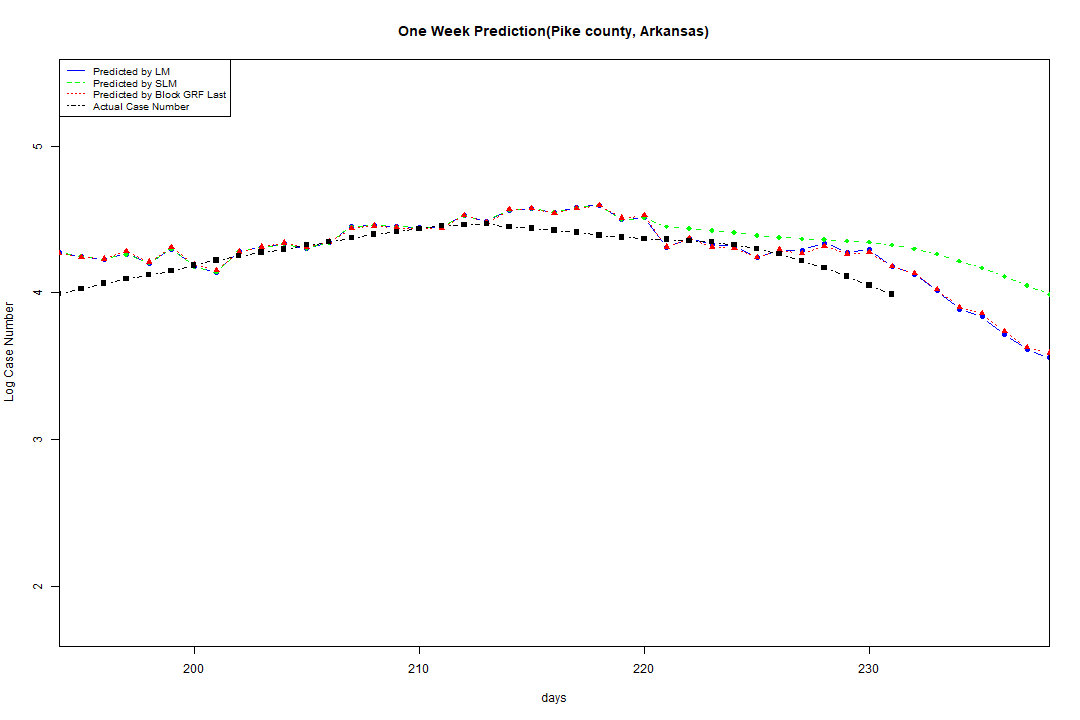 One Week Prediction(Pike county, Arkansas)
Predicted by LM
Predicted by SLM
Predicted by Block GRF Last
Actual Case Number
5
4
3
2
Log Case Number
200 210 220 230
days